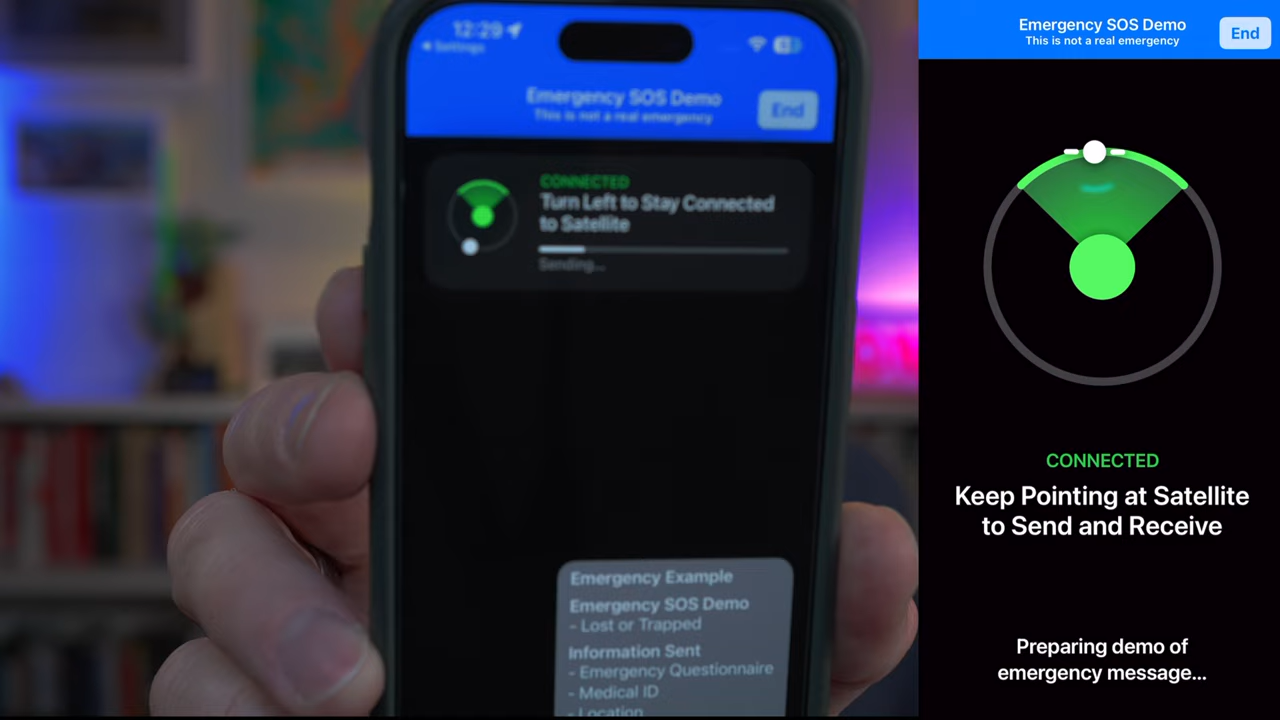 12:29
Settings
Emergency SOS Demo
This is not a real emergency
End
CONNECTED
Turn Left to Stay Connected
to Satellite
Sending...
Emergency Example
Emergency SOS Demo
- Lost or Trapped
Information Sent
- Emergency Questionnaire
- Medical ID
- Location
Emergency SOS Demo
This is not a real emergency
End
CONNECTED
Keep Pointing at Satellite
to Send and Receive
Preparing demo of
emergency message...